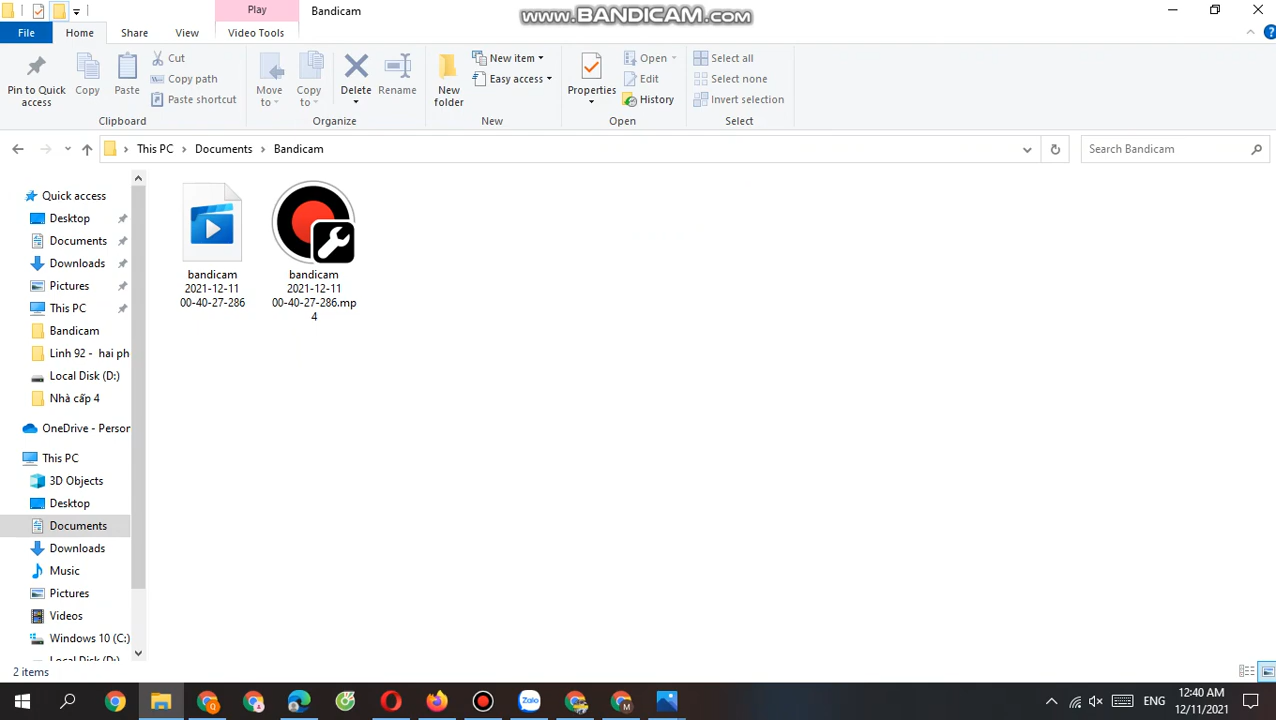 Play
Bandicam
www.BANDICAM.com
File
Home
Share
View
Video Tools
Pin to Quick access
Copy
Paste
Cut
Copy path
Paste shortcut
Clipboard
Move to
Copy to
Delete
Rename
Organize
New folder
New item
Easy access
New
Properties
Open
Edit
History
Open
Select all
Select none
Invert selection
Select
This PC
Documents
Bandicam
Search Bandicam
Quick access
Desktop
Documents
Downloads
Pictures
This PC
Bandicam
Linh 92 - hai ph
Local Disk (D:)
Nhà cấp 4
OneDrive - Person
This PC
3D Objects
Desktop
Documents
Downloads
Music
Pictures
Videos
Windows 10 (C:)
Local Disk (D:)
bandicam
2021-12-11
00-40-27-286
bandicam
2021-12-11
00-40-27-286.mp
4
2 items
Zalo
Q
M
ENG
12:40 AM
12/11/2021